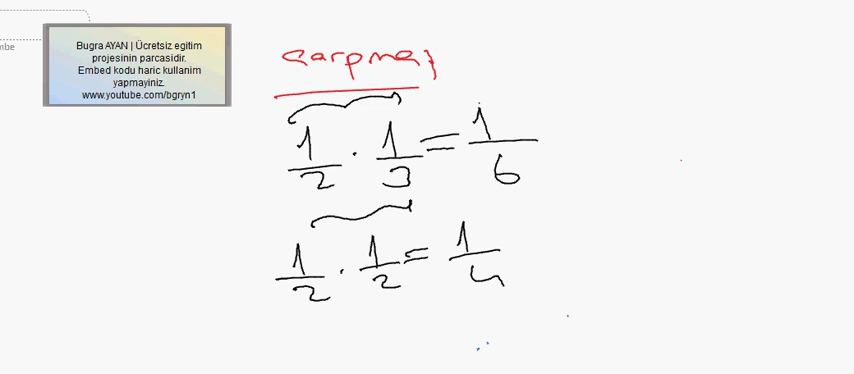 mbe
Bugra AYAN | Ücretsiz egitim
projesinin parcasidir.
Embed kodu haric kullanim
yapmayiniz.
www.youtube.com/bgryn1
Çarpma
1/2 . 1/3 = 1/6
1/2 . 1/2 = 1/4